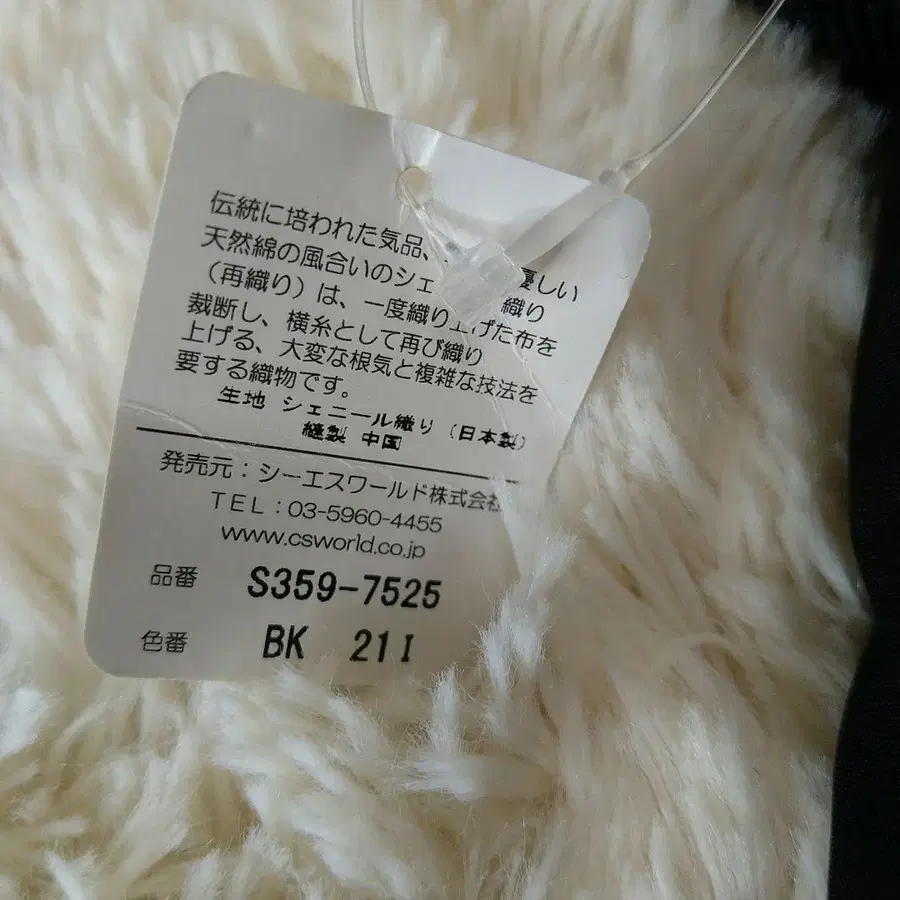 伝統に培われた気品、優しい
天然綿の風合いのシェ織り
（再織り）は、一度織り上げた布を
裁断し、横糸として再び織り
上げる、大変な根気と複雑な技法を
要する織物です。
生地 シェニール織り（日本製）
縫製 中国
発売元：シーエスワールド株式会社
TEL：03-5960-4455
www.csworld.co.jp
品番 S359-7525
色番 BK 21I